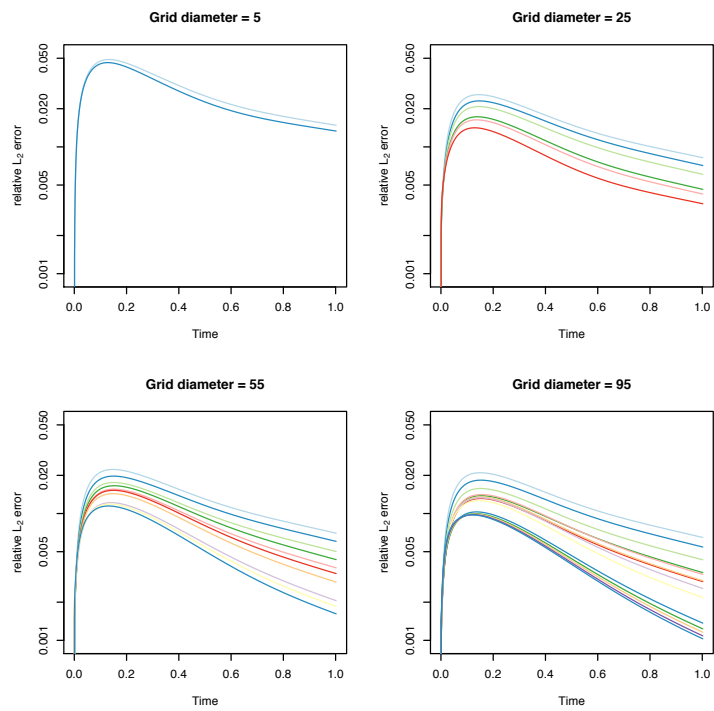 Grid diameter = 5
0.050
0.020
0.005
0.001
relative L2 error
0.0 0.2 0.4 0.6 0.8 1.0
Time
Grid diameter = 25
0.050
0.020
0.005
0.001
relative L2 error
0.0 0.2 0.4 0.6 0.8 1.0
Time
Grid diameter = 55
0.050
0.020
0.005
0.001
relative L2 error
0.0 0.2 0.4 0.6 0.8 1.0
Time
Grid diameter = 95
0.050
0.020
0.005
0.001
relative L2 error
0.0 0.2 0.4 0.6 0.8 1.0
Time